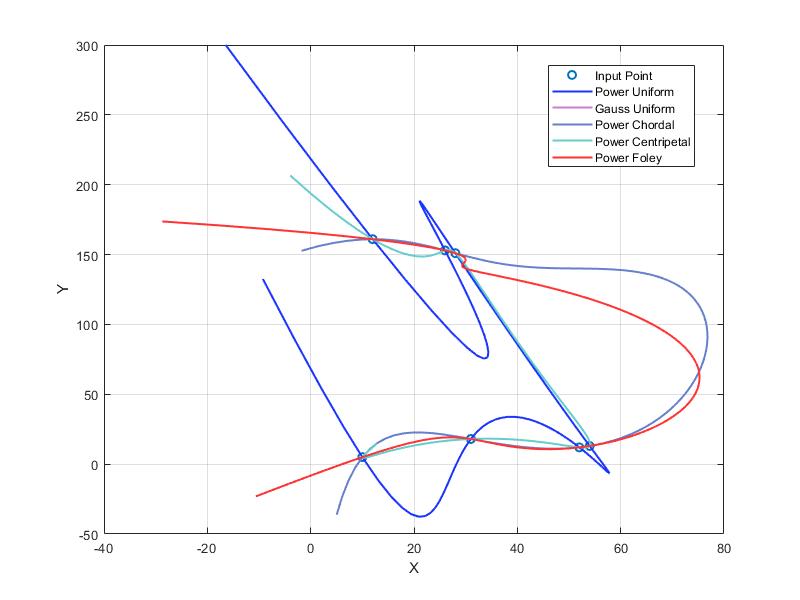 300
250
200
150
100
50
0
-50
Y
-40
-20
0
20
40
60
80
X
Input Point
Power Uniform
Gauss Uniform
Power Chordal
Power Centripetal
Power Foley